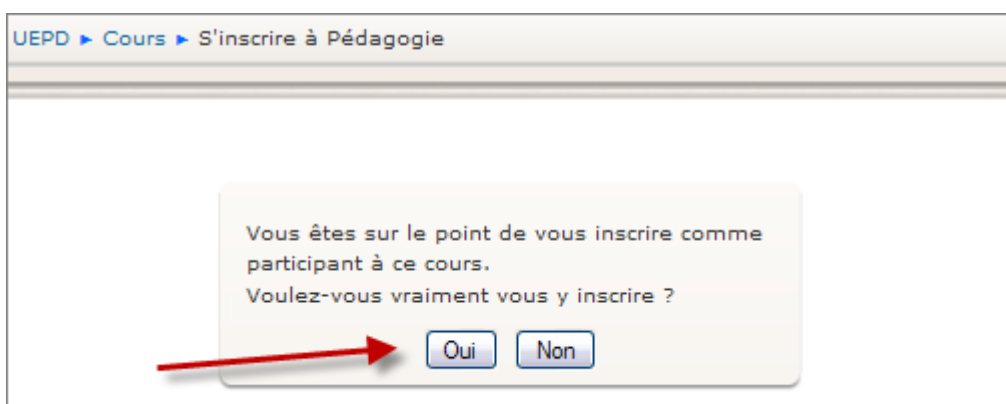 UEPD ► Cours ► S'inscrire à Pédagogie
Vous êtes sur le point de vous inscrire comme
participant à ce cours.
Voulez-vous vraiment vous y inscrire ?
Oui Non